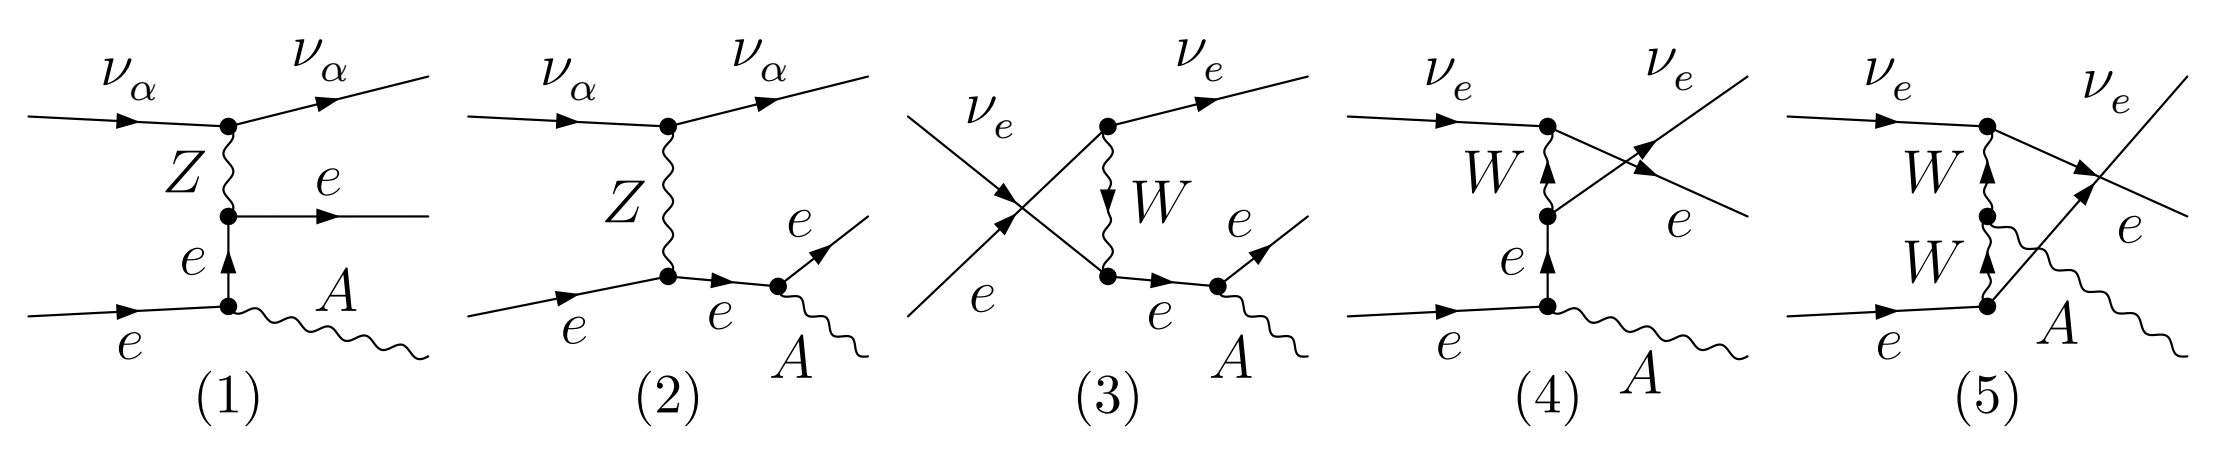 ν_α ν_α Z e e A e (1)
ν_α ν_α Z e e e A (2)
ν_e ν_e W e e e A (3)
ν_e ν_e W e e e A (4)
ν_e ν_e W W e e A (5)